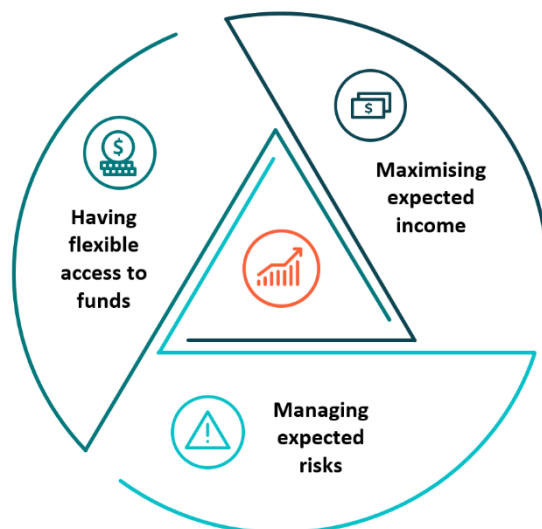 Maximising
expected
income
Having
flexible
access to
funds
Managing
expected
risks
$
$